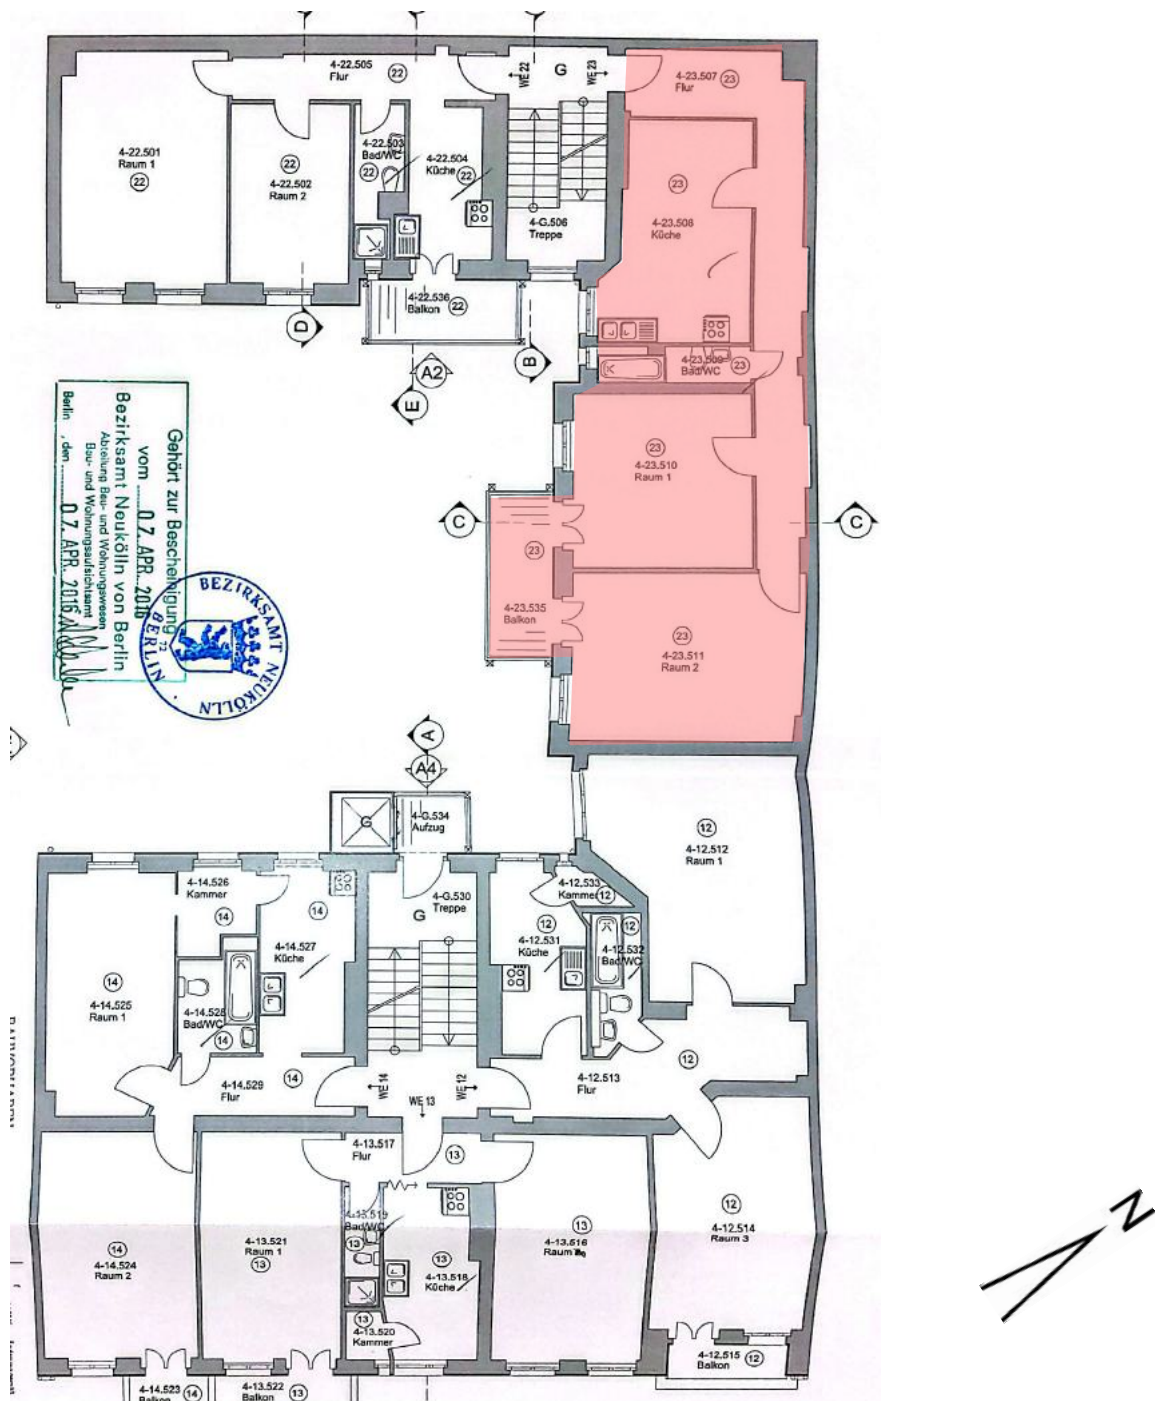 4-22.505
Flur
22
WE 22
G
WE 23
4-23.507
Flur
23
4-22.501
Raum 1
22
22
4-22.502
Raum 2
4-22.503
Bad/WC
22
4-22.504
Küche
22
4-G.506
Treppe
23
4-23.508
Küche
4-22.536
Balkon
22
D
B
A2
E
4-23.509
Bad/WC
23
23
4-23.510
Raum 1
C
C
23
4-23.535
Balkon
23
4-23.511
Raum 2
Gehört zur Bescheinigung
vom 07. APR. 2016
Bezirksamt Neukölln von Berlin
Abteilung Bau- und Wohnungswesen
Bau- und Wohnungsaufsichtsamt
Berlin, den 07. APR. 2016
BEZIRKSAMT NEUKÖLLN
BERLIN
72
A
A4
G
4-G.534
Aufzug
12
4-12.512
Raum 1
4-14.526
Kammer
14
4-G.530
Treppe
G
4-12.533
Kammer
12
14
4-14.527
Küche
12
4-12.531
Küche
12
4-12.532
Bad/WC
14
4-14.525
Raum 1
4-14.528
Bad/WC
14
4-14.529
Flur
14
WE 14
WE 13
WE 12
4-12.513
Flur
12
4-13.517
Flur
13
14
4-14.524
Raum 2
4-13.521
Raum 1
13
4-13.519
Bad/WC
13
13
4-13.518
Küche
13
4-13.516
12
4-12.514
Raum 3
13
4-13.520
Kammer
4-12.515
Balkon
12
4-14.523
Balkon
14
4-13.522
Balkon
13
N